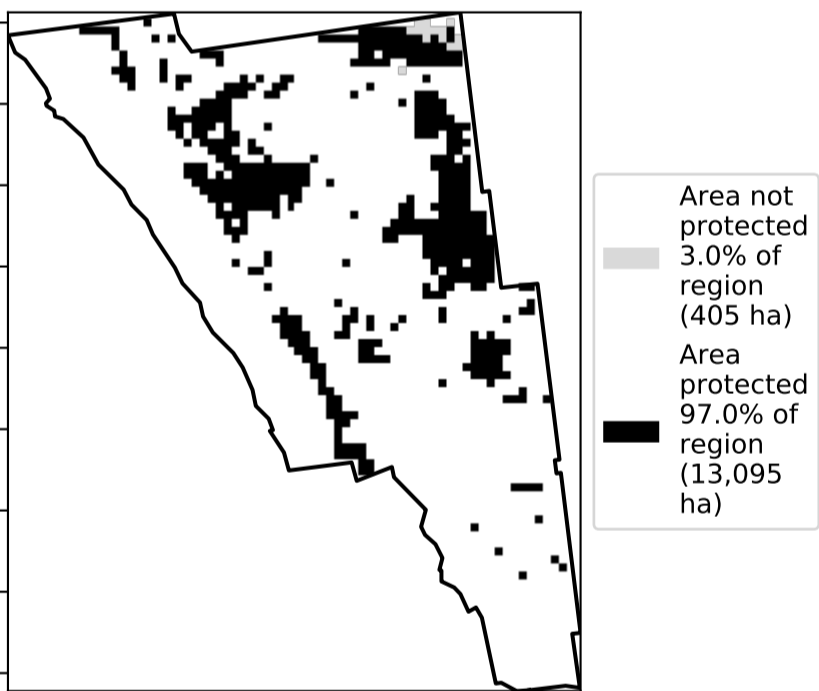 Area not
protected
3.0% of
region
(405 ha)
Area
protected
97.0% of
region
(13,095
ha)